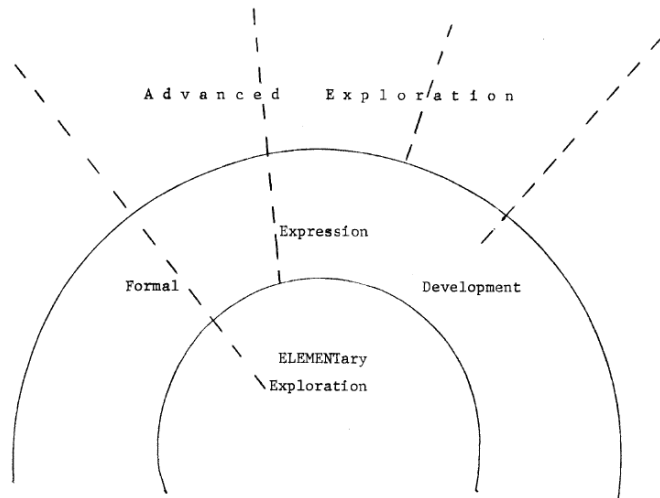 Advanced Exploration
Expression
Formal
Development
ELEMENTary
Exploration